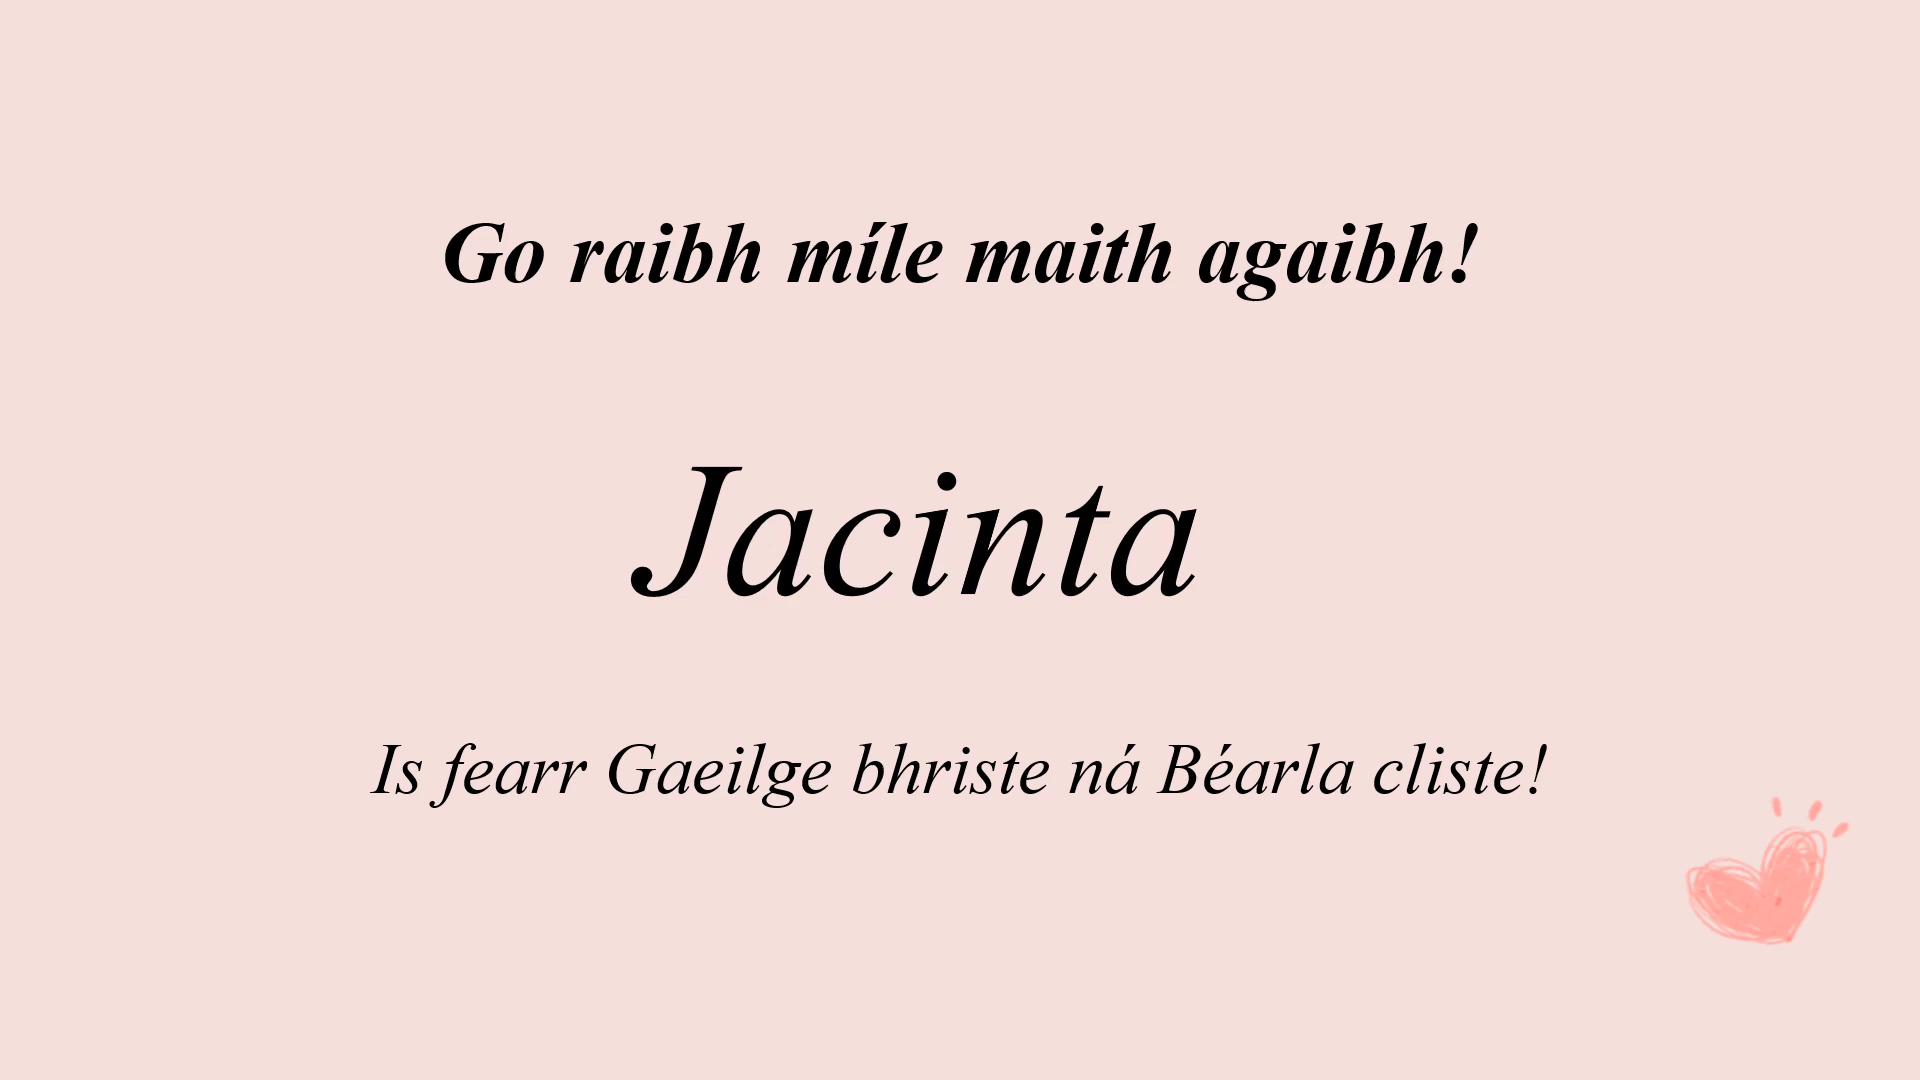 Go raibh míle maith agaibh!
Jacinta
Is fearr Gaeilge bhriste ná Béarla cliste!